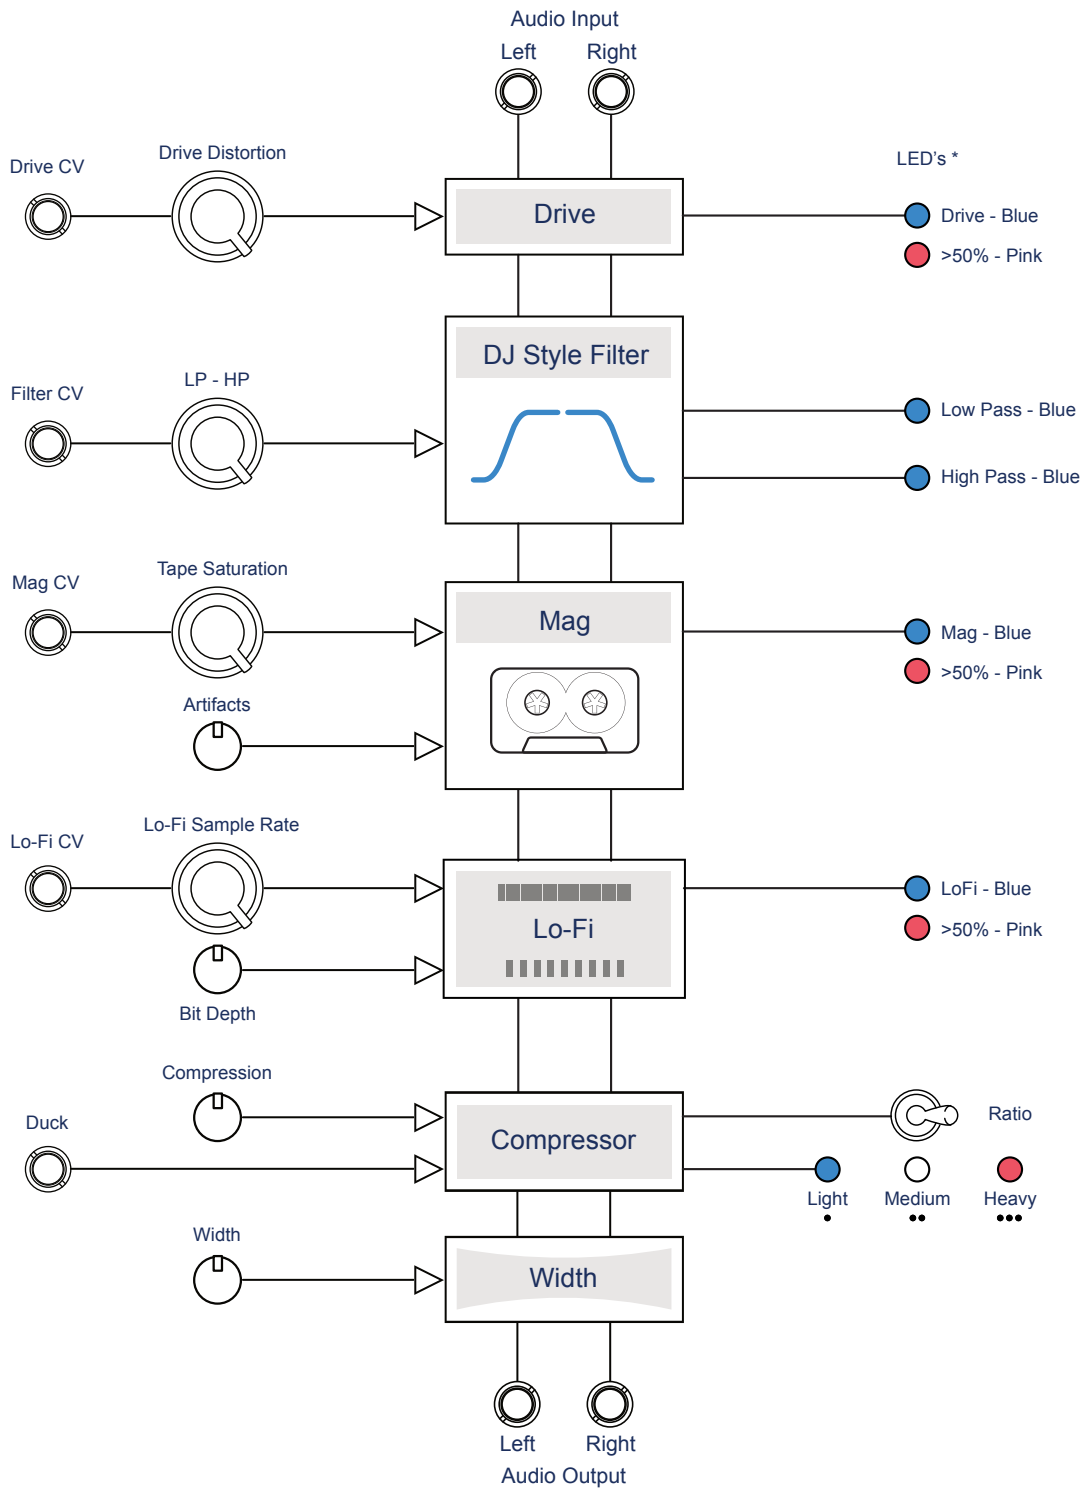 Audio Input
Left Right
Drive CV
Drive Distortion
LED's *
Drive
Drive - Blue
>50% - Pink
DJ Style Filter
Filter CV
LP - HP
Low Pass - Blue
High Pass - Blue
Mag CV
Tape Saturation
Mag
Mag - Blue
>50% - Pink
Artifacts
Lo-Fi CV
Lo-Fi Sample Rate
LoFi - Blue
Lo-Fi
>50% - Pink
Bit Depth
Compression
Duck
Compressor
Ratio
Light Medium Heavy
Width
Width
Left Right
Audio Output